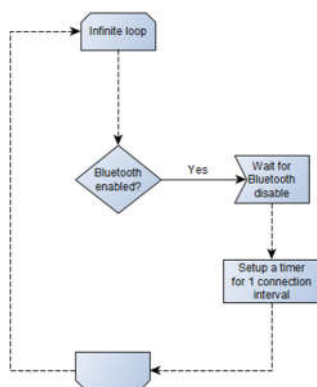 Infinite loop
Bluetooth
enabled?
Yes
Wait for
Bluetooth
disable
Setup a timer
for 1 connection
interval